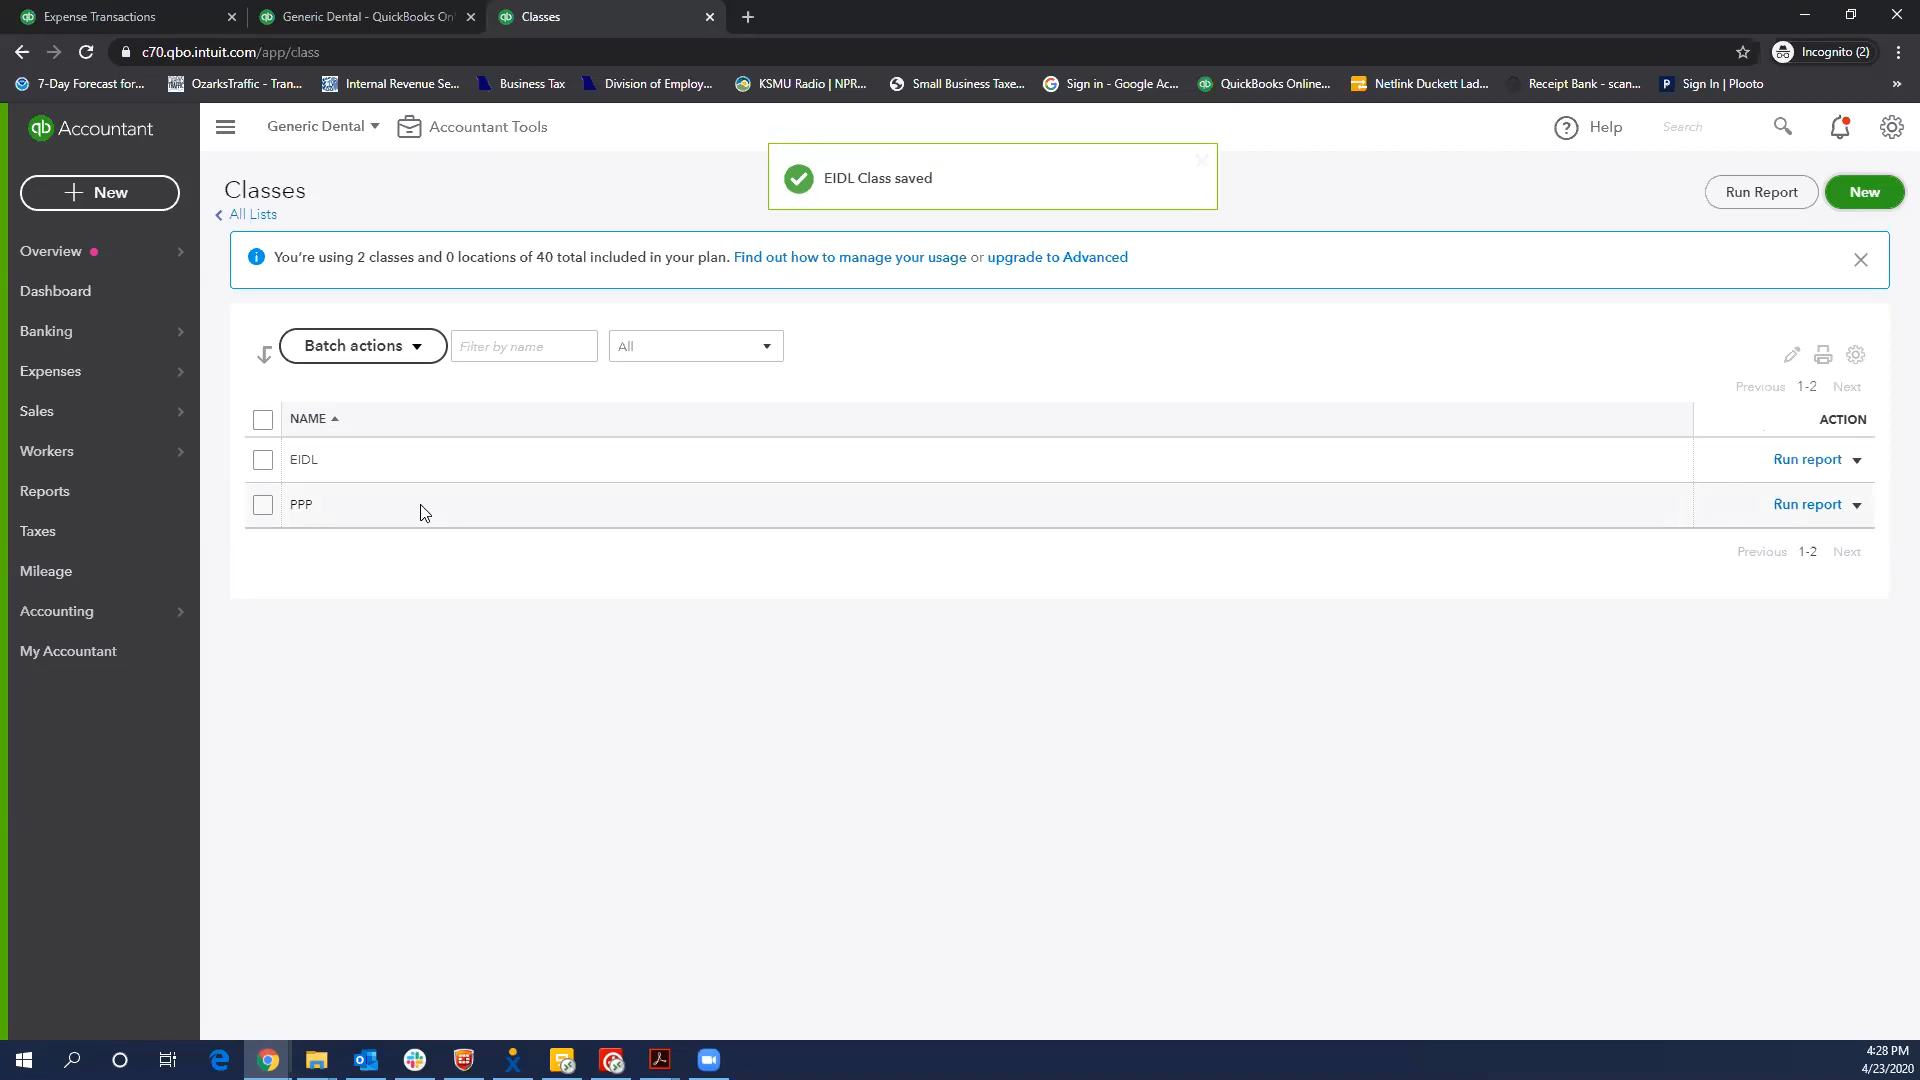 Expense Transactions
Generic Dental - QuickBooks On
Classes
c70.qbo.intuit.com/app/class
Incognito (2)
7-Day Forecast for...
OzarksTraffic - Tran...
Internal Revenue Se...
Business Tax
Division of Employ...
KSMU Radio | NPR...
Small Business Taxe...
Sign in - Google Ac...
QuickBooks Online...
Netlink Duckett Lad...
Receipt Bank - scan...
Sign In | Plooto
»
qb Accountant
Generic Dental
Accountant Tools
Help
Search
New
Classes
All Lists
EIDL Class saved
Run Report
New
You're using 2 classes and 0 locations of 40 total included in your plan. Find out how to manage your usage or upgrade to Advanced
Overview
Dashboard
Banking
Expenses
Sales
Workers
Reports
Taxes
Mileage
Accounting
My Accountant
Batch actions
Filter by name
All
Previous 1-2 Next
NAME
ACTION
EIDL
Run report
PPP
Run report
Previous 1-2 Next
4:28 PM
4/23/2020